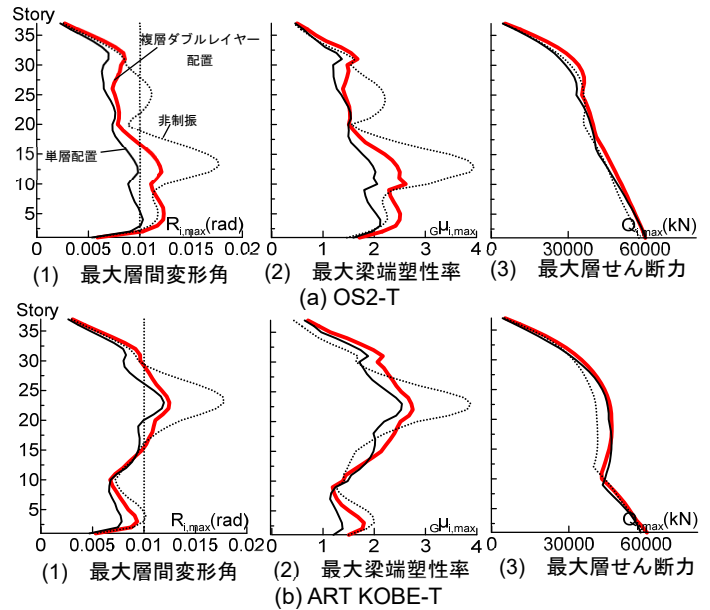 Story
35
30
25
20
15
10
5
複層ダブルレイヤー
配置
非制振
単層配置
R i,max(rad)
0 0.005 0.01 0.015 0.02
(1) 最大層間変形角
G μ i,max
0 1 2 3 4
(2) 最大梁端塑性率
Q i,max(kN)
0 30000 60000
(3) 最大層せん断力
(a) OS2-T
Story
35
30
25
20
15
10
5
R i,max(rad)
0 0.005 0.01 0.015 0.02
(1) 最大層間変形角
G μ i,max
0 1 2 3 4
(2) 最大梁端塑性率
Q i,max(kN)
0 30000 60000
(3) 最大層せん断力
(b) ART KOBE-T